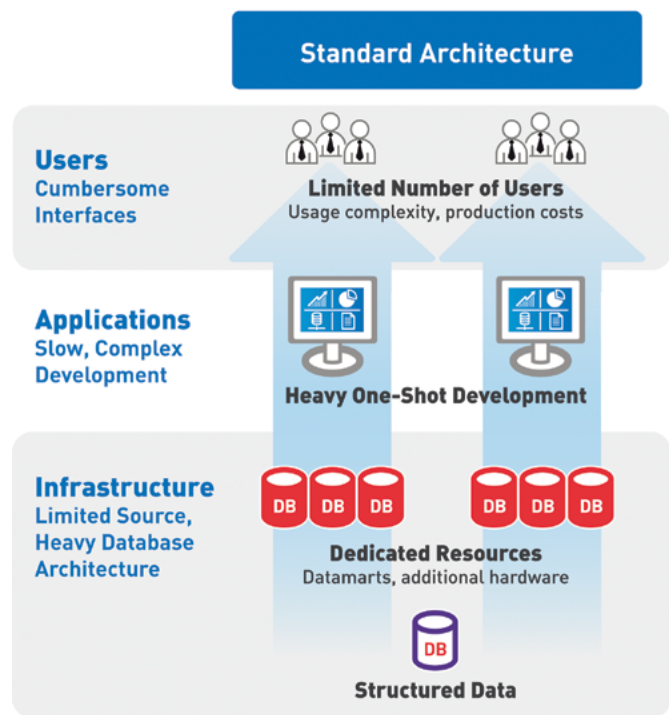 Standard Architecture
Users
Cumbersome
Interfaces
Limited Number of Users
Usage complexity, production costs
Applications
Slow, Complex
Development
Heavy One-Shot Development
Infrastructure
Limited Source,
Heavy Database
Architecture
DB DB DB DB DB DB
Dedicated Resources
Datamarts, additional hardware
DB
Structured Data